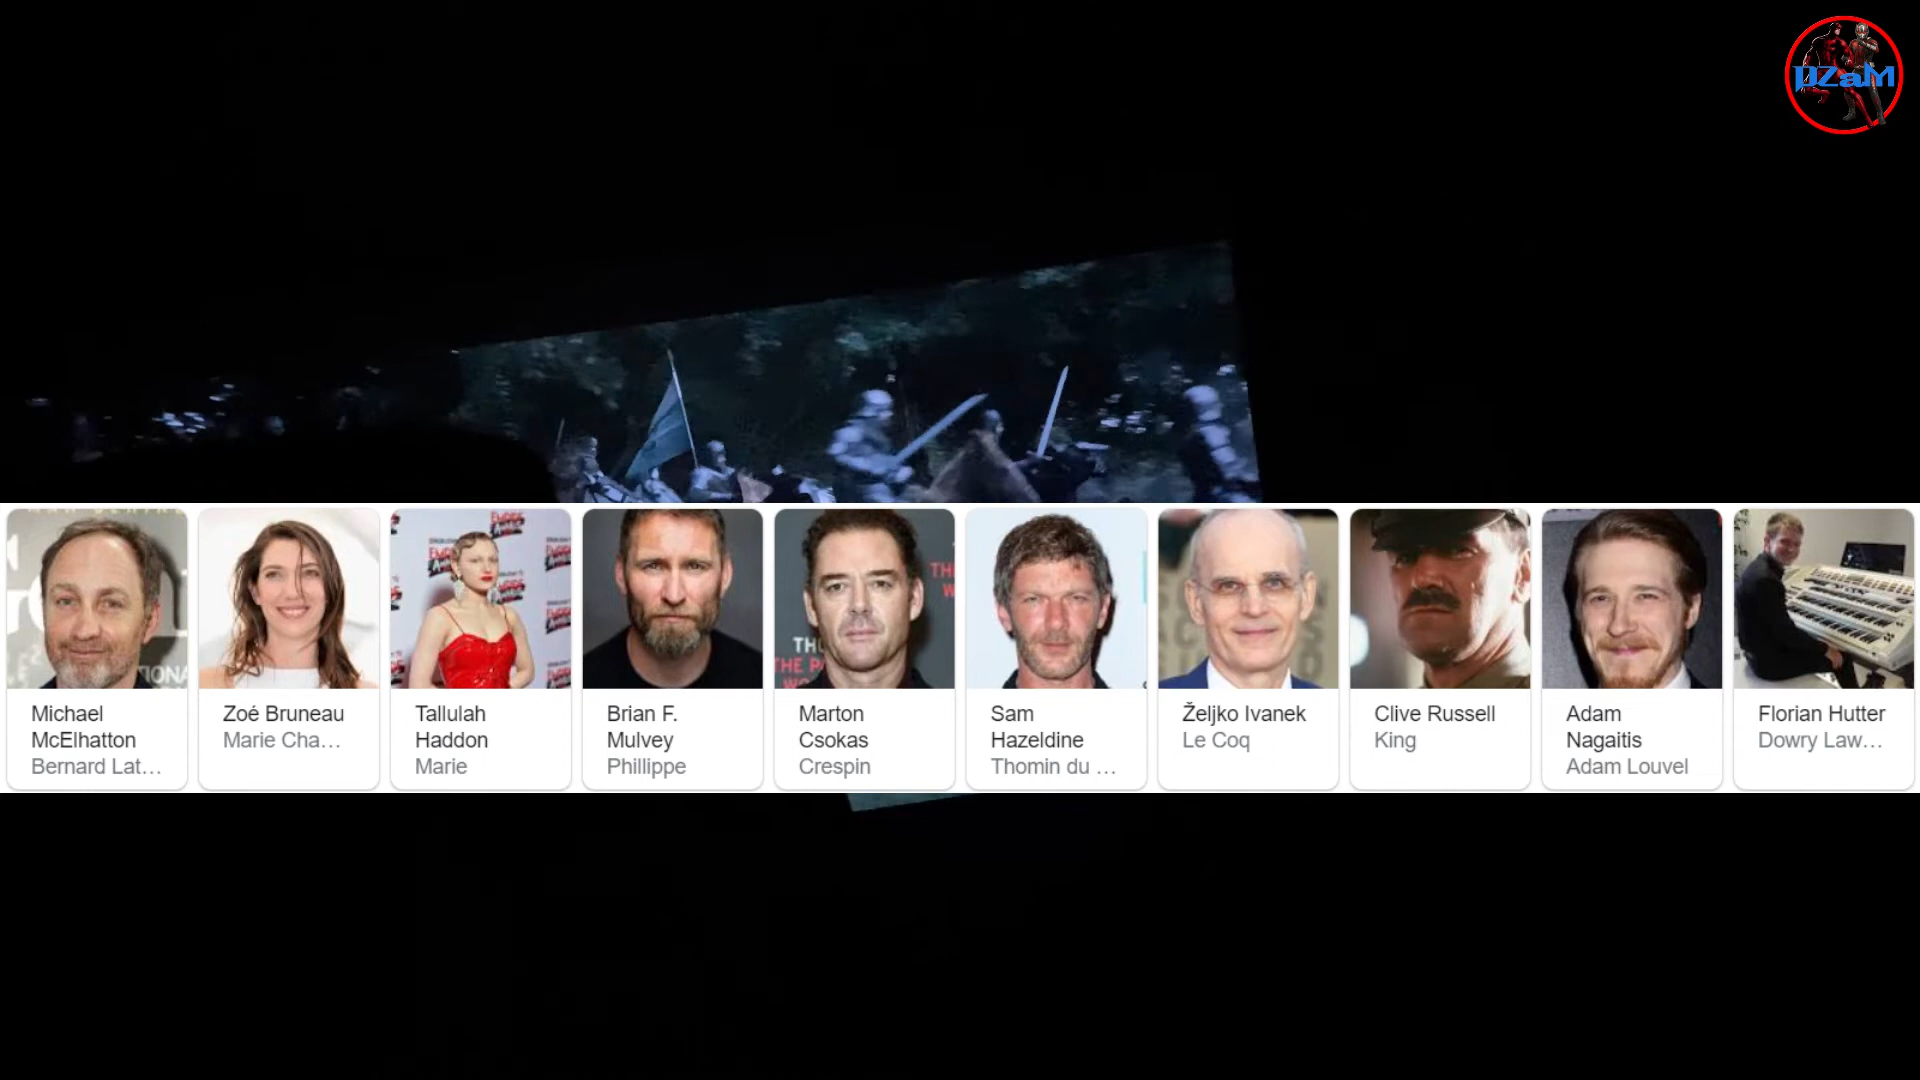 µZaM
Michael
McElhatton
Bernard Lat…
Zoé Bruneau
Marie Cha…
Tallulah
Haddon
Marie
Brian F.
Mulvey
Phillippe
Marton
Csokas
Crespin
Sam
Hazeldine
Thomin du …
Željko Ivanek
Le Coq
Clive Russell
King
Adam
Nagaitis
Adam Louvel
Florian Hutter
Dowry Law…